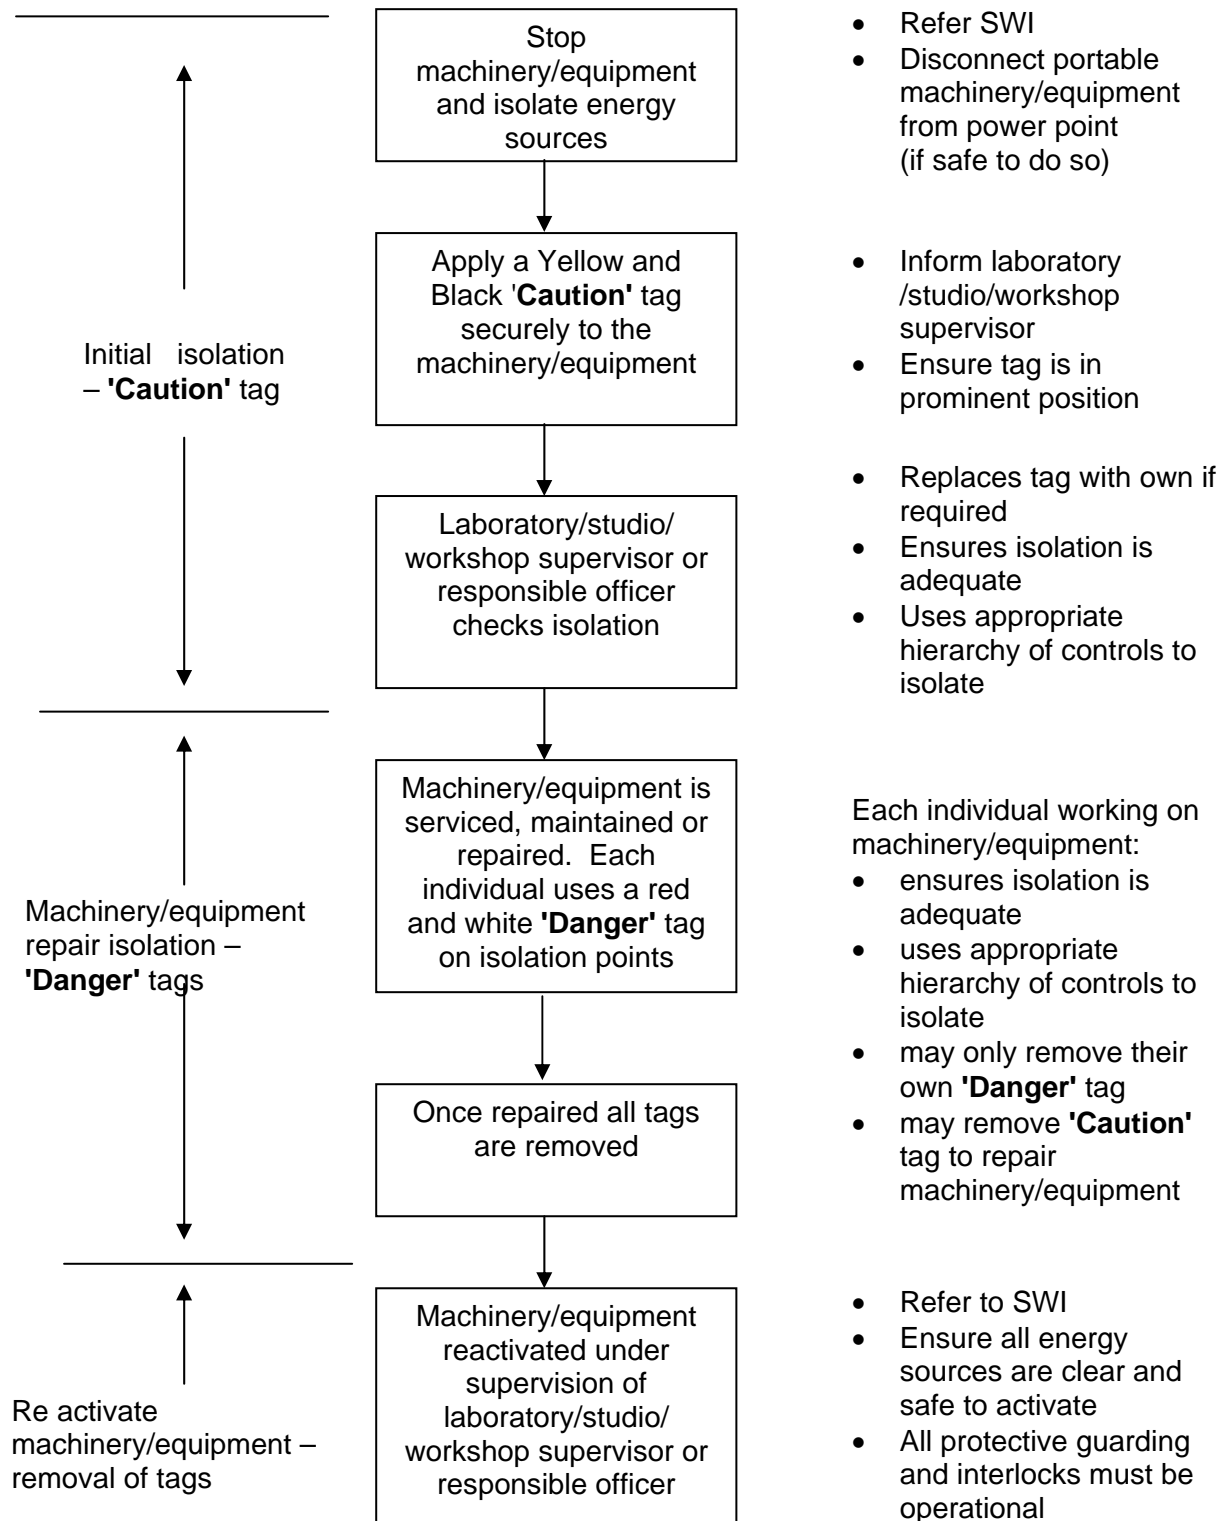 Stop
machinery/equipment
and isolate energy
sources
• Refer SWI
• Disconnect portable
machinery/equipment
from power point
(if safe to do so)
Initial isolation
– 'Caution' tag
Apply a Yellow and
Black 'Caution' tag
securely to the
machinery/equipment
• Inform laboratory
/studio/workshop
supervisor
• Ensure tag is in
prominent position
Laboratory/studio/
workshop supervisor or
responsible officer
checks isolation
• Replaces tag with own if
required
• Ensures isolation is
adequate
• Uses appropriate
hierarchy of controls to
isolate
Machinery/equipment
repair isolation –
'Danger' tags
Machinery/equipment is
serviced, maintained or
repaired. Each
individual uses a red
and white 'Danger' tag
on isolation points
Each individual working on
machinery/equipment:
• ensures isolation is
adequate
• uses appropriate
hierarchy of controls to
isolate
• may only remove their
own 'Danger' tag
• may remove 'Caution'
tag to repair
machinery/equipment
Once repaired all tags
are removed
Re activate
machinery/equipment –
removal of tags
Machinery/equipment
reactivated under
supervision of
laboratory/studio/
workshop supervisor or
responsible officer
• Refer to SWI
• Ensure all energy
sources are clear and
safe to activate
• All protective guarding
and interlocks must be
operational